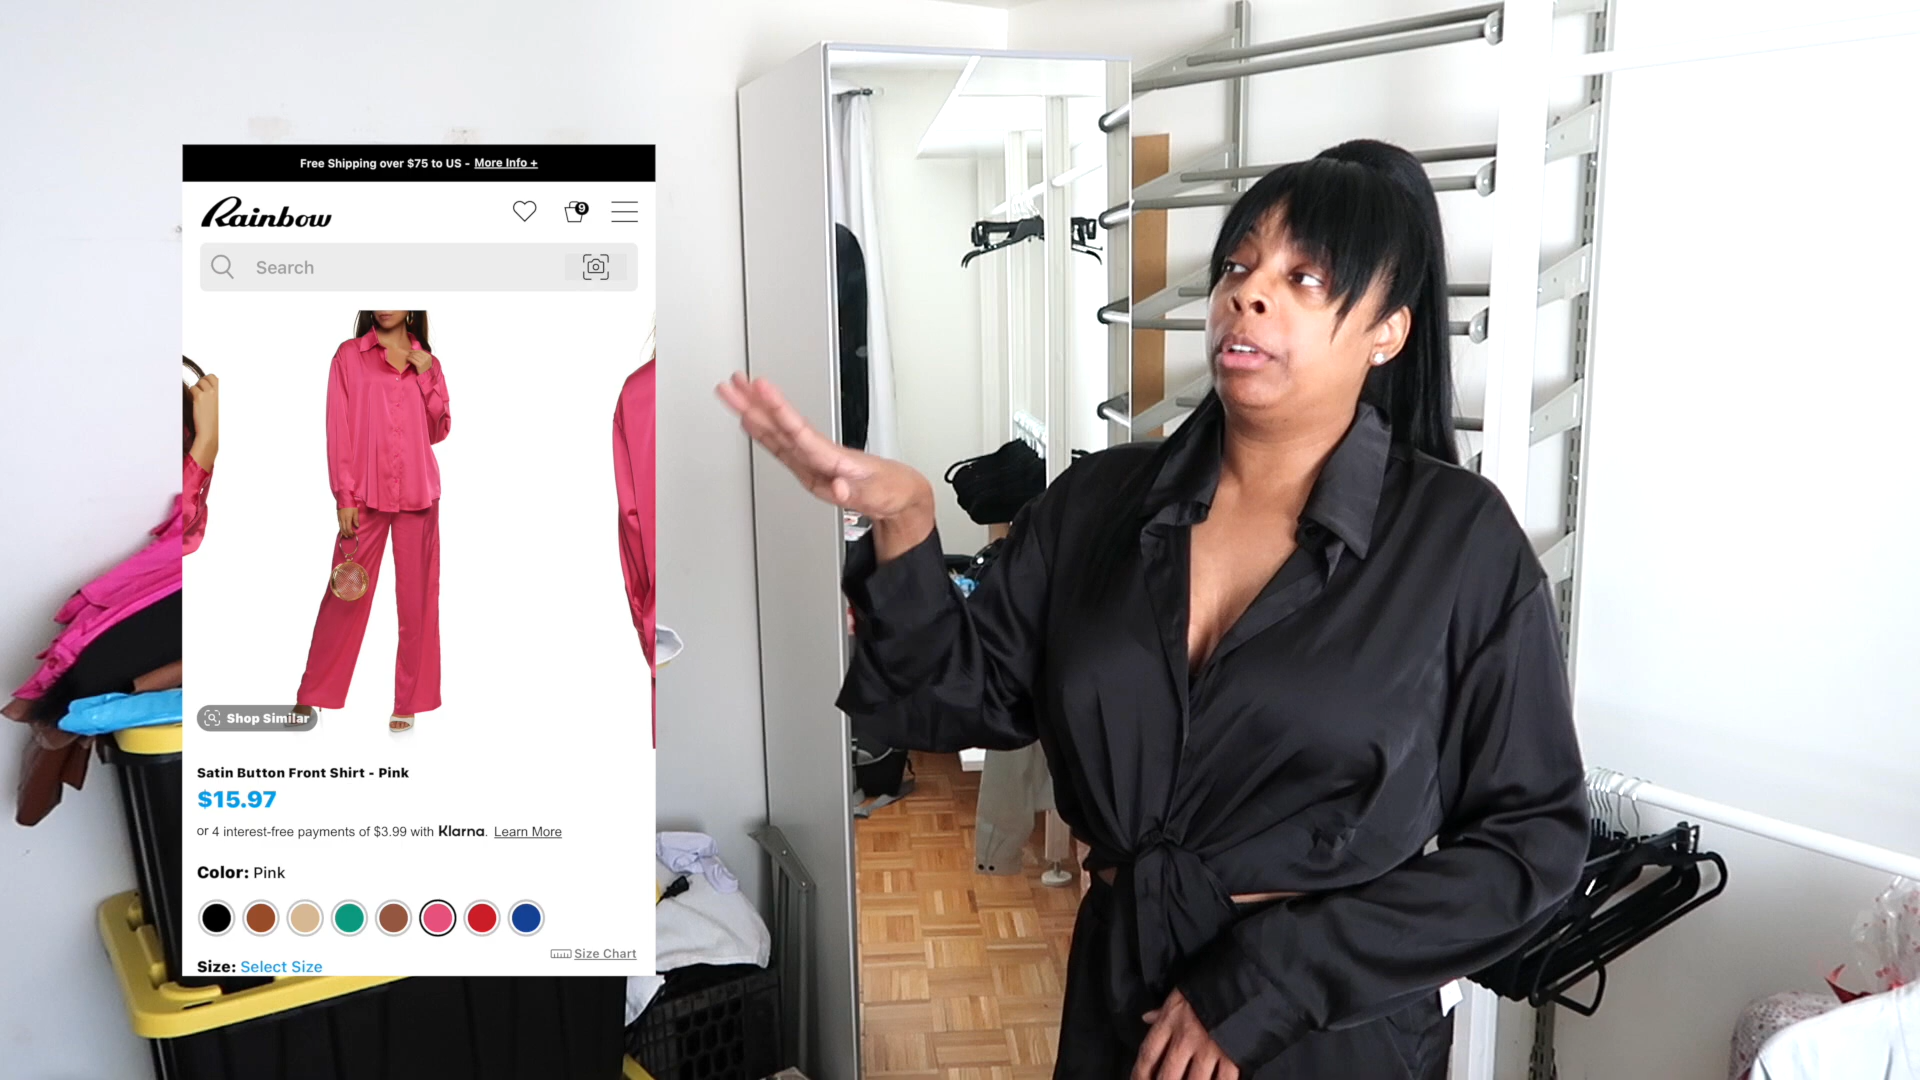 Free Shipping over $75 to US - More Info +
Rainbow
9
Search
Shop Similar
Satin Button Front Shirt - Pink
$15.97
or 4 interest-free payments of $3.99 with Klarna. Learn More
Color: Pink
Size Chart
Size: Select Size